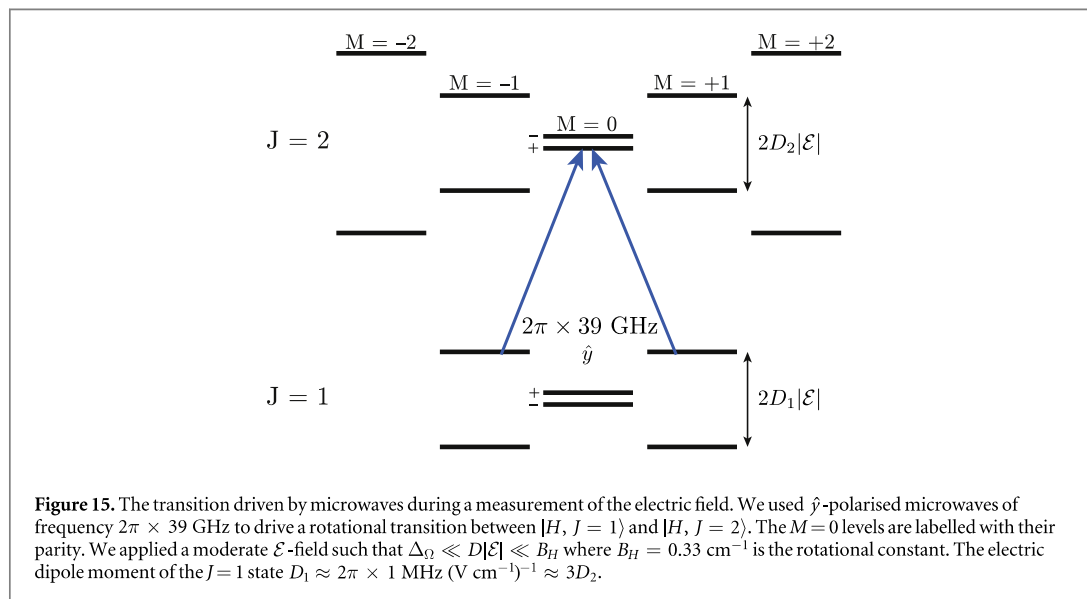 M = −2
M = +2
M = −1
M = +1
M = 0
−
+
J = 2
2D₂|ℰ|
2π × 39 GHz
ŷ
+
−
J = 1
2D₁|ℰ|
Figure 15. The transition driven by microwaves during a measurement of the electric field. We used ŷ-polarised microwaves of
frequency 2π × 39 GHz to drive a rotational transition between |H, J = 1⟩ and |H, J = 2⟩. The M = 0 levels are labelled with their
parity. We applied a moderate ℰ-field such that Δ_Ω ≪ D|ℰ| ≪ B_H where B_H = 0.33 cm⁻¹ is the rotational constant. The electric
dipole moment of the J = 1 state D₁ ≈ 2π × 1 MHz (V cm⁻¹)⁻¹ ≈ 3D₂.